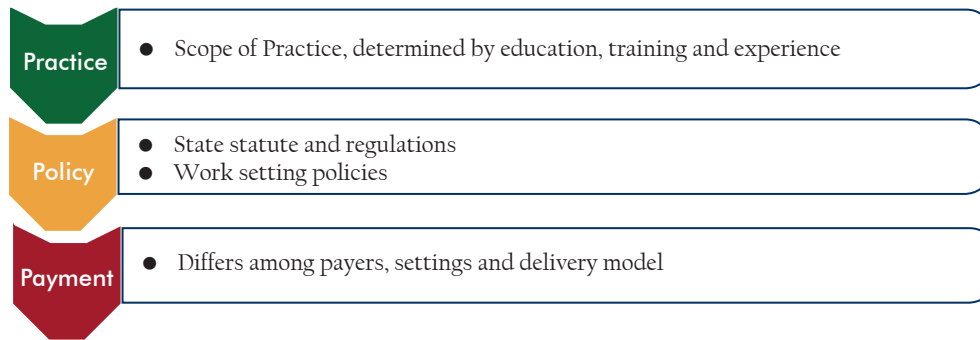 Practice
● Scope of Practice, determined by education, training and experience
Policy
● State statute and regulations
● Work setting policies
Payment
● Differs among payers, settings and delivery model